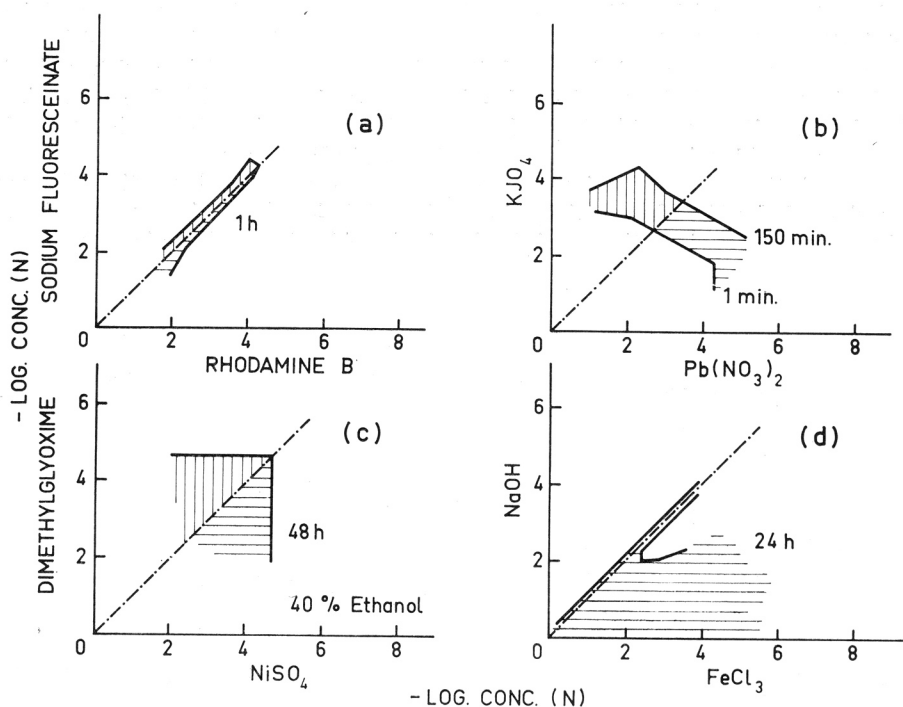 - LOG. CONC. (N)
SODIUM FLUORESCEINATE
6
4
2
0
(a)
1 h
2 4 6 8
RHODAMINE B
KJO₄
6
4
2
0
(b)
150 min.
1 min.
2 4 6 8
Pb(NO₃)₂
DIMETHYLGLYOXIME
6
4
2
0
(c)
48 h
40 % Ethanol
2 4 6 8
NiSO₄
NaOH
6
4
2
0
(d)
24 h
2 4 6 8
FeCl₃
- LOG. CONC. (N)